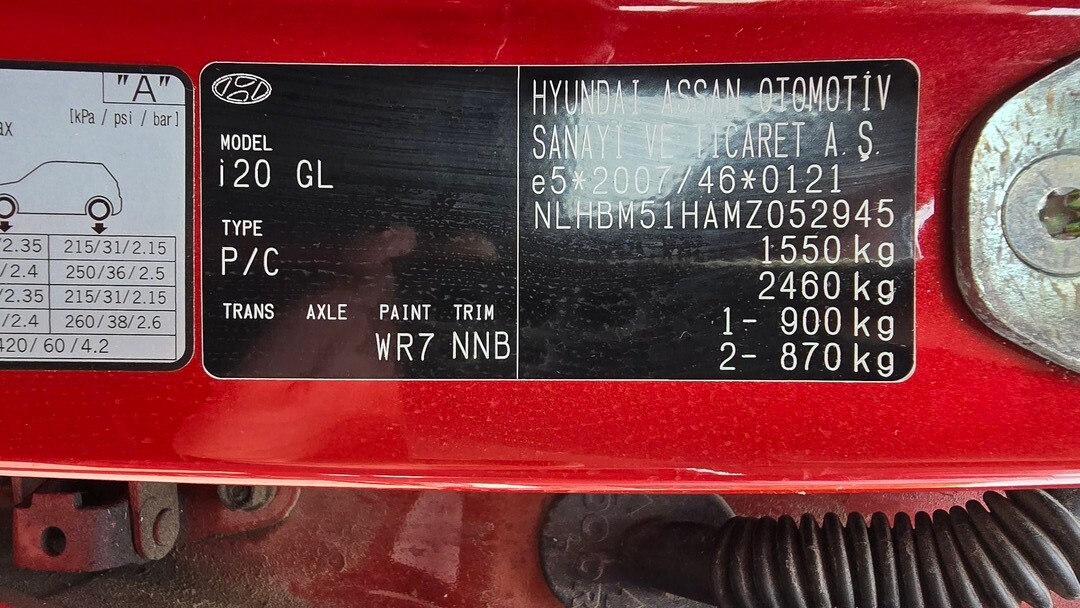 "A"
[kPa / psi / bar]
ax
/2.35 215/31/2.15
/2.4 250/36/2.5
/2.35 215/31/2.15
/2.4 260/38/2.6
420/ 60 / 4.2
MODEL
i20 GL
TYPE
P/C
TRANS AXLE PAINT TRIM
WR7 NNB
HYUNDAI ASSAN OTOMOTİV
SANAYİ VE TİCARET A.Ş.
e5*2007/46*0121
NLHBM51HAMZ052945
1550 kg
2460 kg
1- 900 kg
2- 870 kg